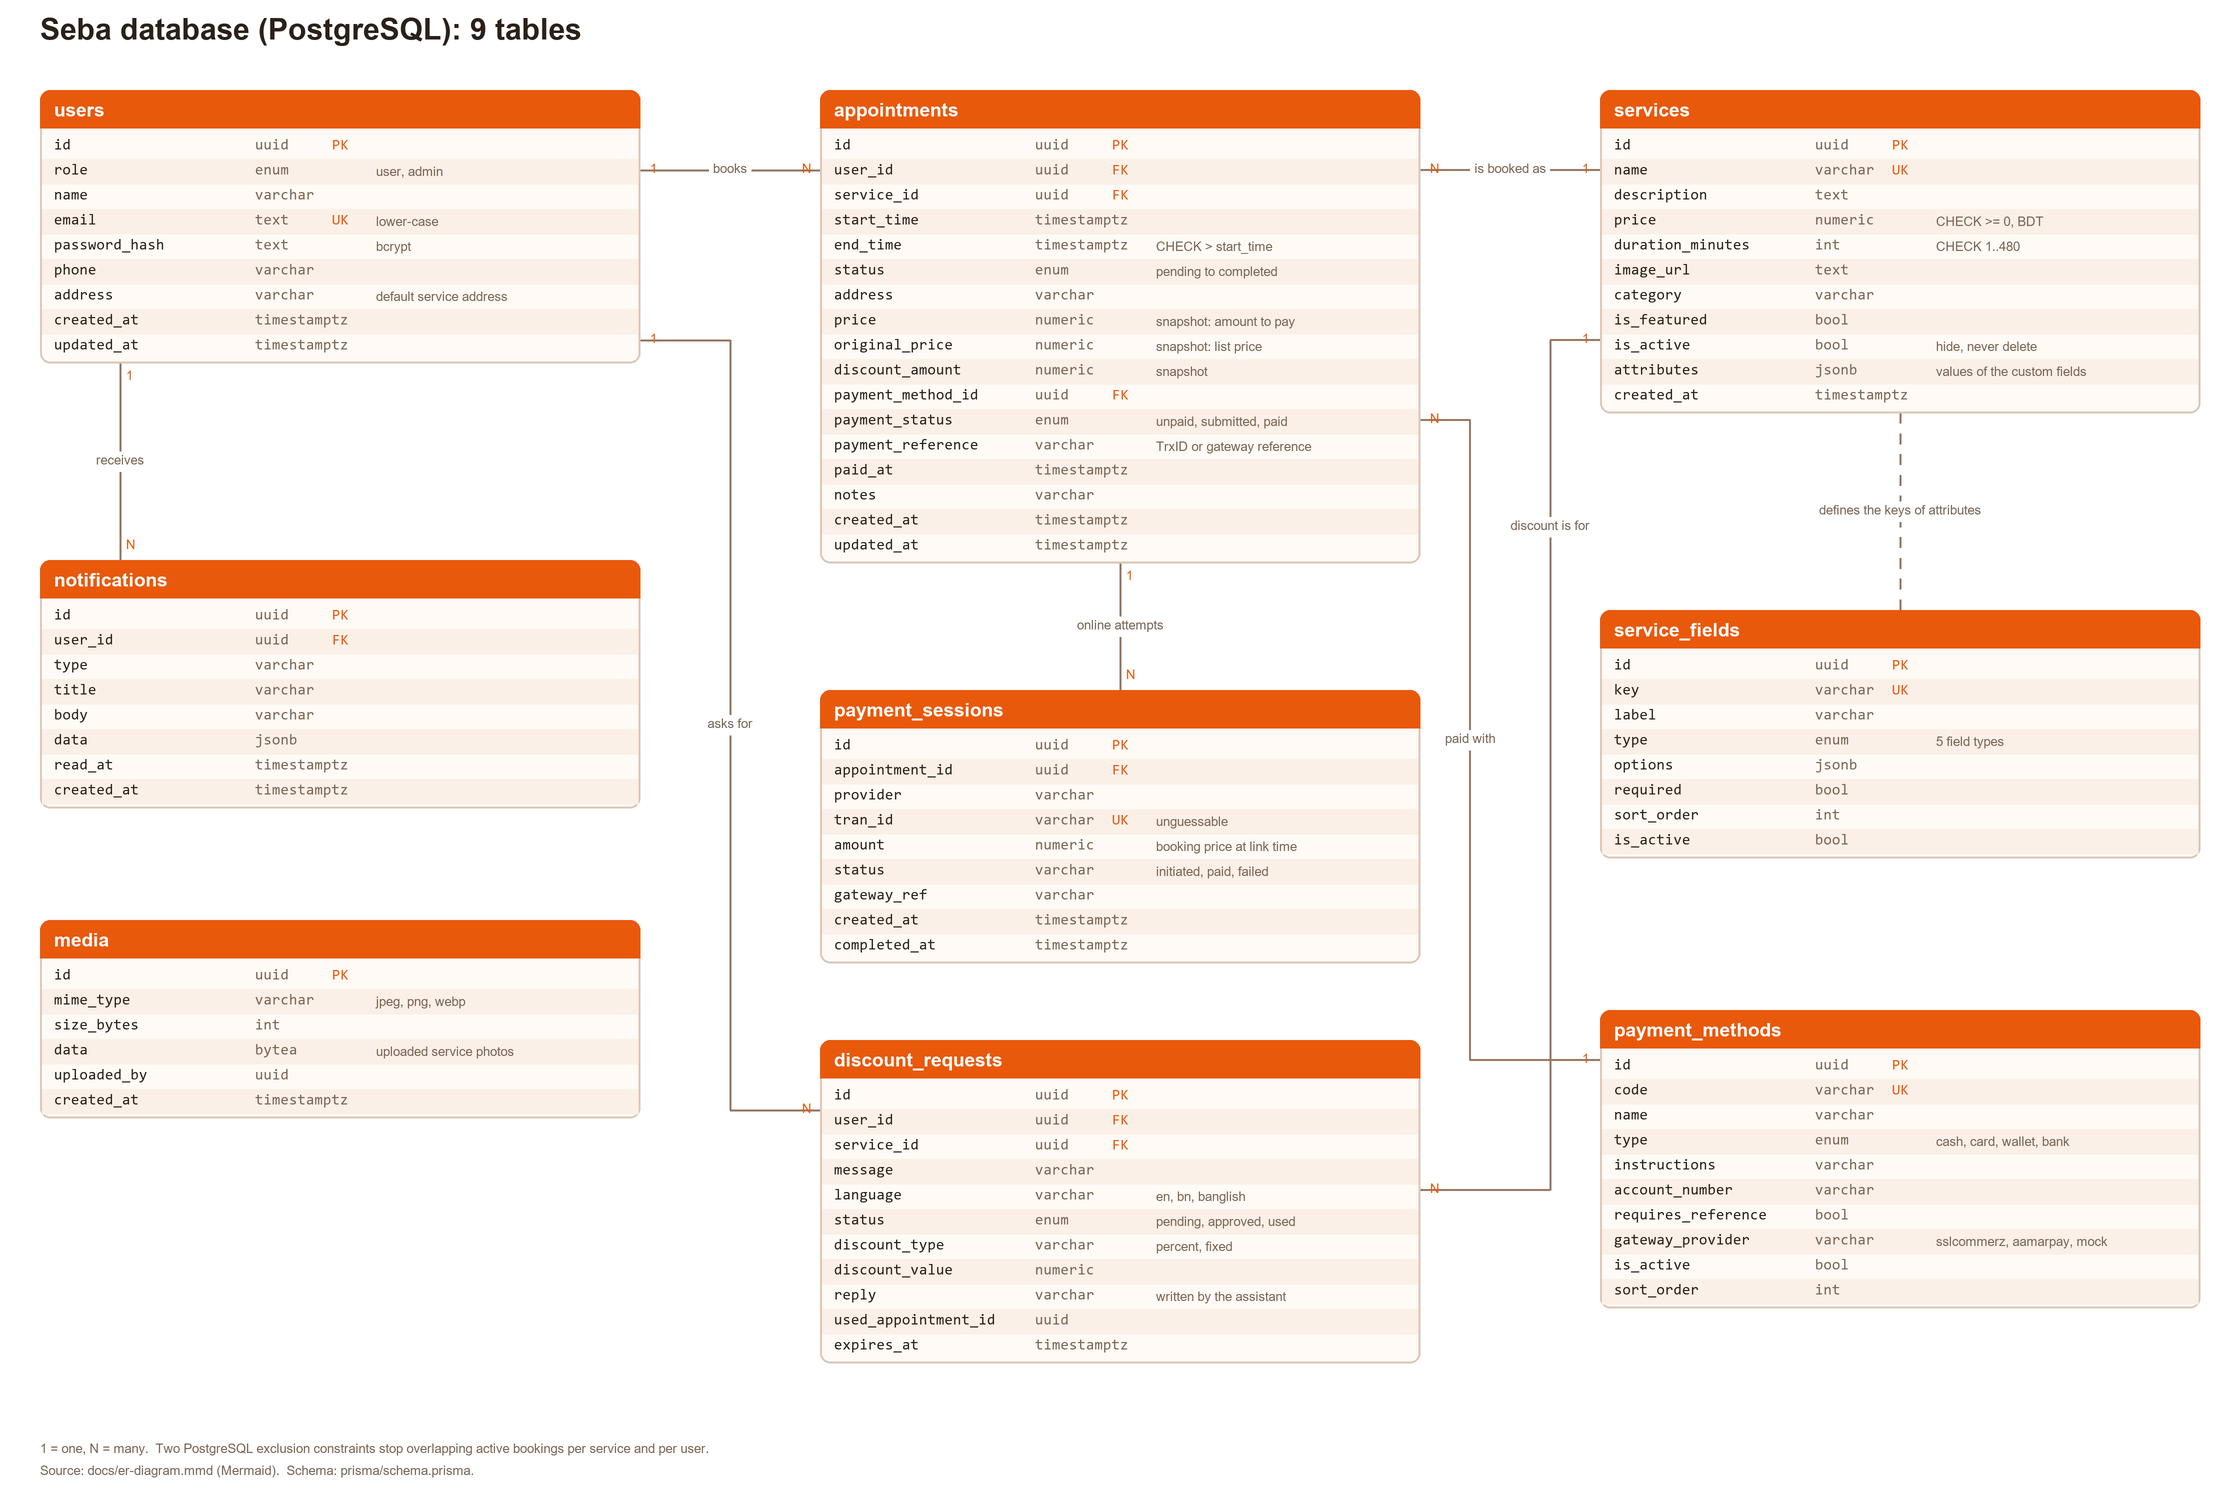 Seba database (PostgreSQL): 9 tables
users
id uuid PK
role enum user, admin
name varchar
email text UK lower-case
password_hash text bcrypt
phone varchar
address varchar default service address
created_at timestamptz
updated_at timestamptz
1 books N
appointments
id uuid PK
user_id uuid FK
service_id uuid FK
start_time timestamptz
end_time timestamptz CHECK > start_time
status enum pending to completed
address varchar
price numeric snapshot: amount to pay
original_price numeric snapshot: list price
discount_amount numeric snapshot
payment_method_id uuid FK
payment_status enum unpaid, submitted, paid
payment_reference varchar TrxID or gateway reference
paid_at timestamptz
notes varchar
created_at timestamptz
updated_at timestamptz
N is booked as 1
services
id uuid PK
name varchar UK
description text
price numeric CHECK >= 0, BDT
duration_minutes int CHECK 1..480
image_url text
category varchar
is_featured bool
is_active bool hide, never delete
attributes jsonb values of the custom fields
created_at timestamptz
1
receives
N
notifications
id uuid PK
user_id uuid FK
type varchar
title varchar
body varchar
data jsonb
read_at timestamptz
created_at timestamptz
1
asks for
N
1
online attempts
N
payment_sessions
id uuid PK
appointment_id uuid FK
provider varchar
tran_id varchar UK unguessable
amount numeric booking price at link time
status varchar initiated, paid, failed
gateway_ref varchar
created_at timestamptz
completed_at timestamptz
N
paid with
1
1
discount is for
N
defines the keys of attributes
service_fields
id uuid PK
key varchar UK
label varchar
type enum 5 field types
options jsonb
required bool
sort_order int
is_active bool
media
id uuid PK
mime_type varchar jpeg, png, webp
size_bytes int
data bytea uploaded service photos
uploaded_by uuid
created_at timestamptz
discount_requests
id uuid PK
user_id uuid FK
service_id uuid FK
message varchar
language varchar en, bn, banglish
status enum pending, approved, used
discount_type varchar percent, fixed
discount_value numeric
reply varchar written by the assistant
used_appointment_id uuid
expires_at timestamptz
payment_methods
id uuid PK
code varchar UK
name varchar
type enum cash, card, wallet, bank
instructions varchar
account_number varchar
requires_reference bool
gateway_provider varchar sslcommerz, aamarpay, mock
is_active bool
sort_order int
1 = one, N = many. Two PostgreSQL exclusion constraints stop overlapping active bookings per service and per user.
Source: docs/er-diagram.mmd (Mermaid). Schema: prisma/schema.prisma.